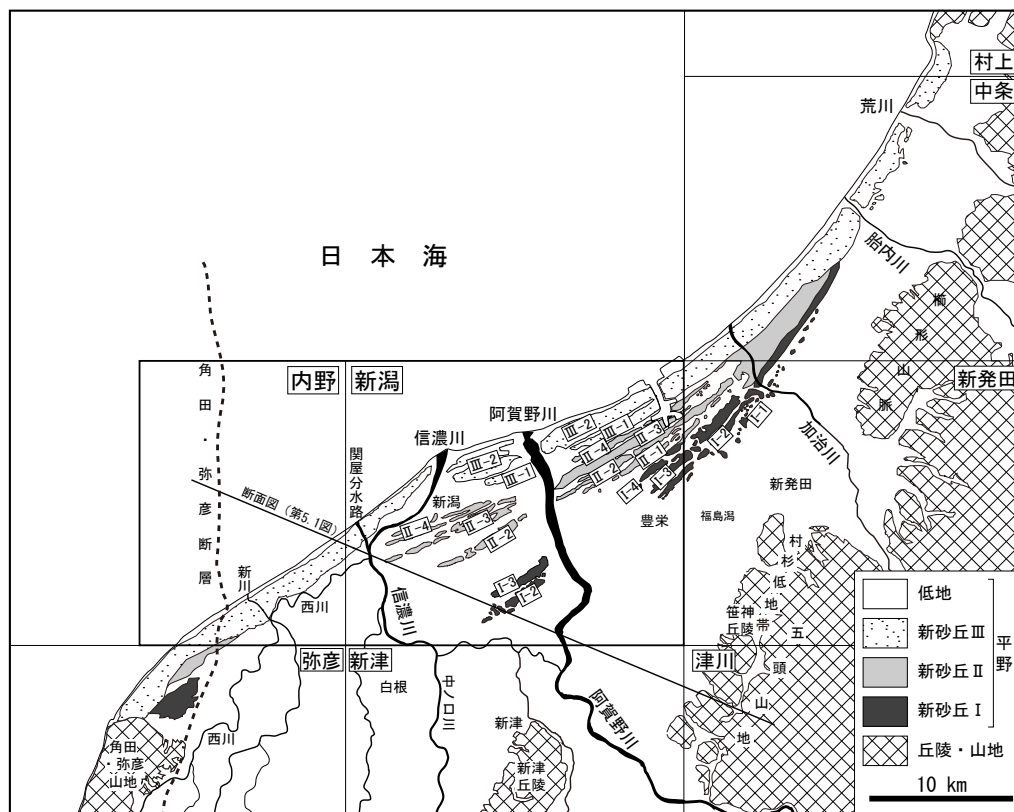 村上
中条
荒川
日本海
胎内川
櫛形山脈
角田・弥彦断層
内野
新潟
新発田
阿賀野川
信濃川
関屋分水路
加治川
Ⅲ-2
Ⅲ-1
Ⅱ-4
Ⅱ-3
Ⅱ-2
Ⅱ-1
Ⅰ-1
Ⅰ-2
Ⅰ-3
Ⅰ-4
Ⅲ-2
Ⅲ-1
新潟
Ⅱ-4
Ⅱ-3
Ⅱ-2
Ⅰ-3
Ⅰ-2
断面図（第5.1図）
豊栄
福島潟
新発田
新川
西川
信濃川
村杉低地帯
笹神
丘陵
五頭山地
弥彦
新津
津川
白根
中ノ口川
阿賀野川
西川
新津
新津
丘陵
角田
・弥彦
山地
低地
新砂丘Ⅲ
新砂丘Ⅱ
新砂丘Ⅰ
平野
丘陵・山地
10 km